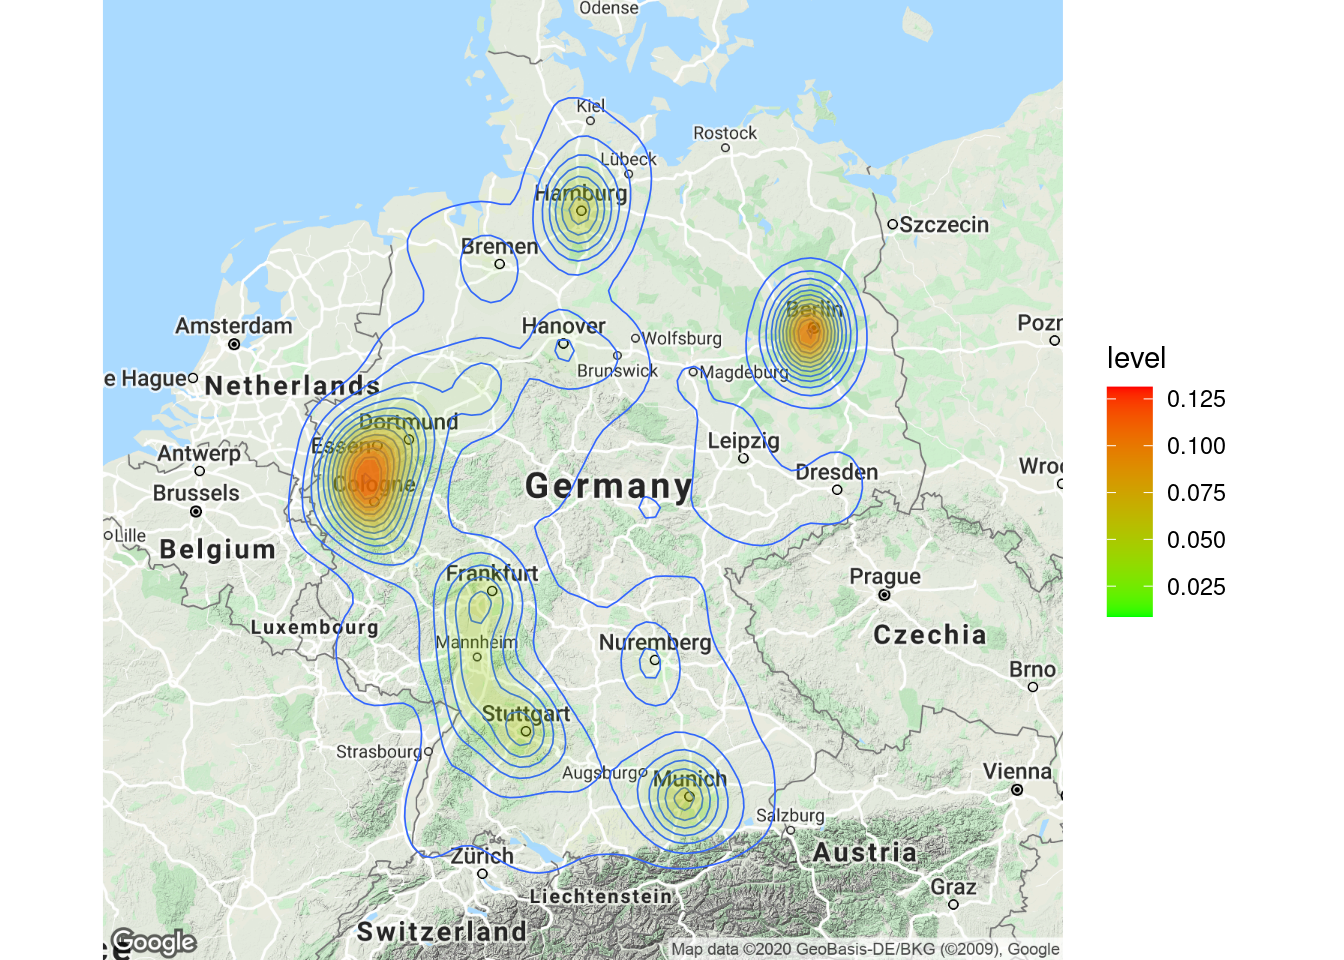 Odense
Kiel
Rostock
Lübeck
Hamburg
Szczecin
Bremen
Berlin
Amsterdam
Hanover
Wolfsburg
Pozr
Brunswick
Magdeburg
e Hague
Netherlands
Dortmund
Essen
Leipzig
Antwerp
Dresden
Wroc
Cologne
Brussels
Germany
Lille
Belgium
Frankfurt
Prague
Luxembourg
Czechia
Mannheim
Nuremberg
Brno
Stuttgart
Strasbourg
Augsburg
Munich
Vienna
Salzburg
Zürich
Austria
Liechtenstein
Graz
Switzerland
ce
Google
Map data ©2020 GeoBasis-DE/BKG (©2009), Google
level
0.125
0.100
0.075
0.050
0.025